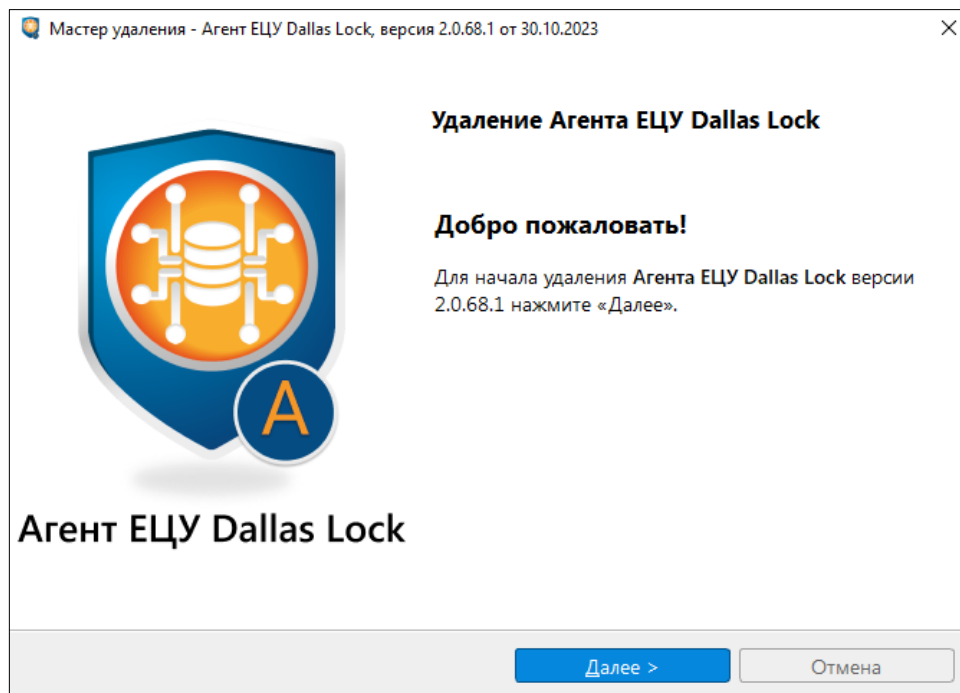 Мастер удаления - Агент ЕЦУ Dallas Lock, версия 2.0.68.1 от 30.10.2023
Удаление Агента ЕЦУ Dallas Lock
Добро пожаловать!
Для начала удаления Агента ЕЦУ Dallas Lock версии
2.0.68.1 нажмите «Далее».
А
Агент ЕЦУ Dallas Lock
Далее >
Отмена